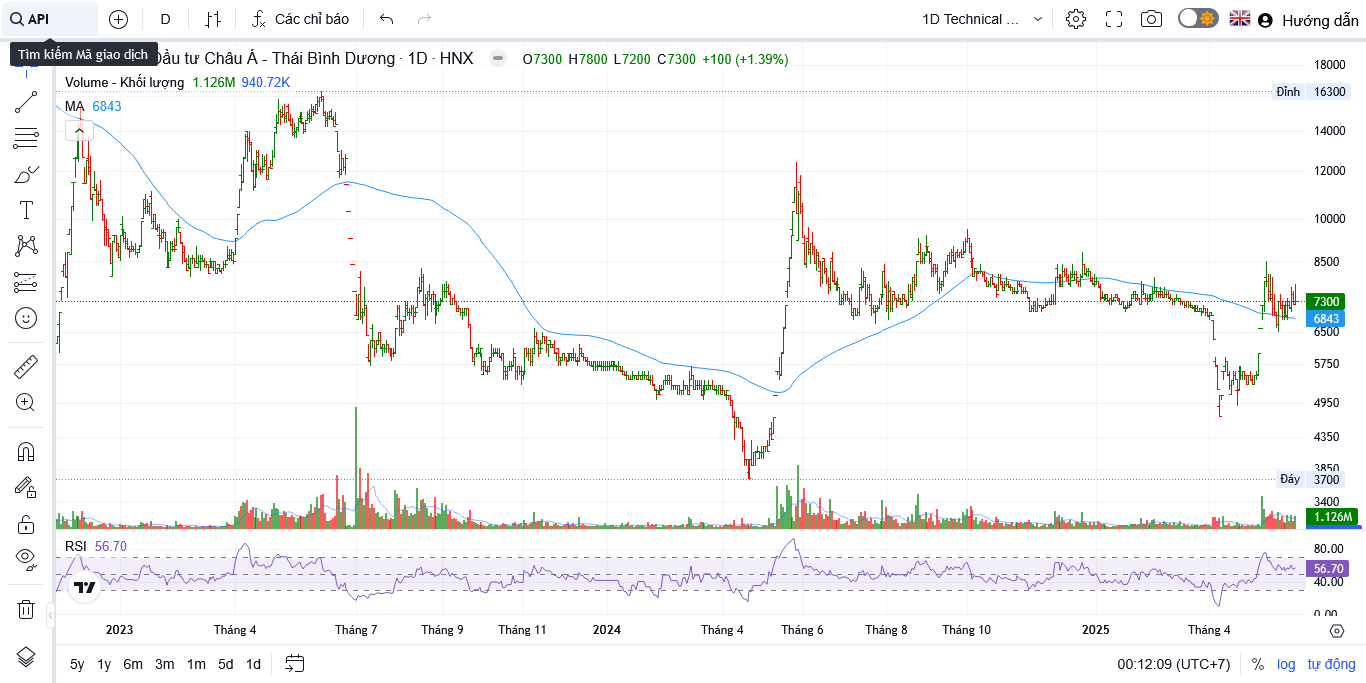 API D Các chỉ báo 1D Technical ... Hướng dẫn
Tìm kiếm Mã giao dịch
Đầu tư Châu Á - Thái Bình Dương · 1D · HNX O7300 H7800 L7200 C7300 +100 (+1.39%)
Volume - Khối lượng 1.126M 940.72K
MA 6843
18000
Đỉnh 16300
14000
12000
10000
8500
7300
6843
6500
5750
4950
4350
3850
Đáy 3700
3400
1.126M
RSI 56.70
80.00
56.70
40.00
0.00
2023 Tháng 4 Tháng 7 Tháng 9 Tháng 11 2024 Tháng 4 Tháng 6 Tháng 8 Tháng 10 2025 Tháng 4
5y 1y 6m 3m 1m 5d 1d 00:12:09 (UTC+7) % log tự động